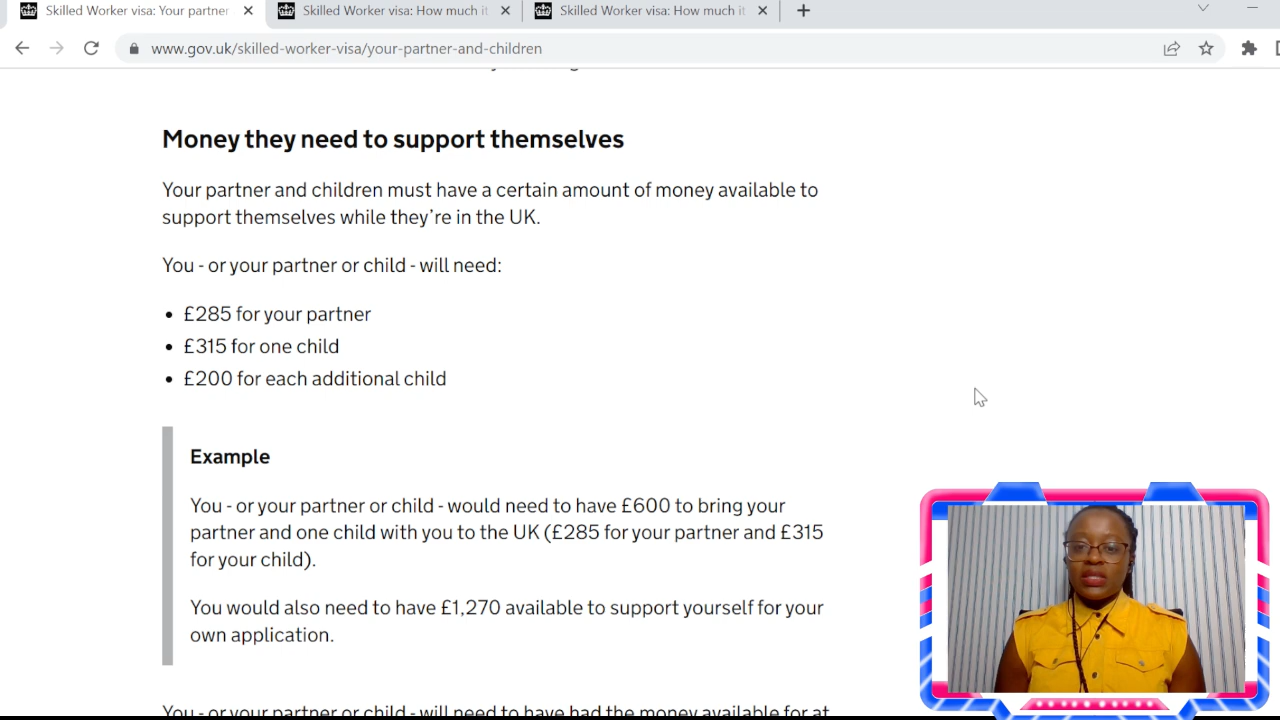 Skilled Worker visa: Your partner
Skilled Worker visa: How much it
Skilled Worker visa: How much it
www.gov.uk/skilled-worker-visa/your-partner-and-children
Money they need to support themselves
Your partner and children must have a certain amount of money available to
support themselves while they're in the UK.
You - or your partner or child - will need:
• £285 for your partner
• £315 for one child
• £200 for each additional child
Example
You - or your partner or child - would need to have £600 to bring your
partner and one child with you to the UK (£285 for your partner and £315
for your child).
You would also need to have £1,270 available to support yourself for your
own application.
You - or your partner or child - will need to have had the money available for at